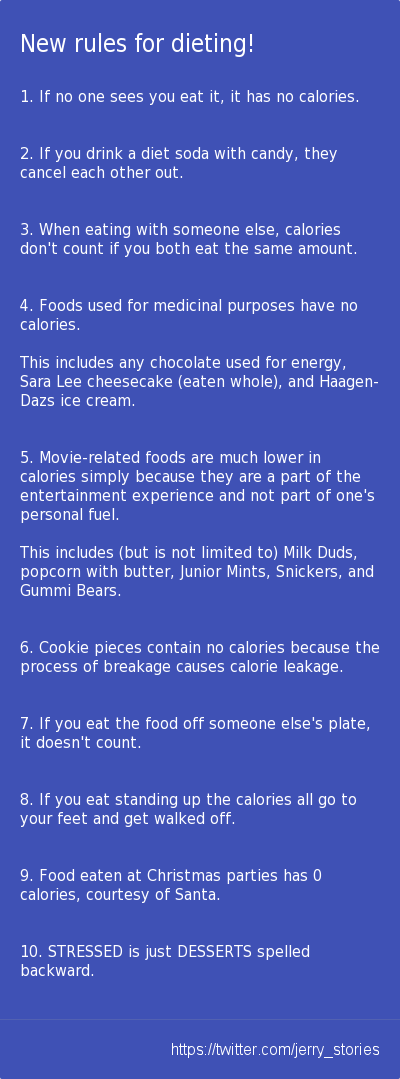 New rules for dieting!
1. If no one sees you eat it, it has no calories.
2. If you drink a diet soda with candy, they
cancel each other out.
3. When eating with someone else, calories
don't count if you both eat the same amount.
4. Foods used for medicinal purposes have no
calories.
This includes any chocolate used for energy,
Sara Lee cheesecake (eaten whole), and Haagen-
Dazs ice cream.
5. Movie-related foods are much lower in
calories simply because they are a part of the
entertainment experience and not part of one's
personal fuel.
This includes (but is not limited to) Milk Duds,
popcorn with butter, Junior Mints, Snickers, and
Gummi Bears.
6. Cookie pieces contain no calories because the
process of breakage causes calorie leakage.
7. If you eat the food off someone else's plate,
it doesn't count.
8. If you eat standing up the calories all go to
your feet and get walked off.
9. Food eaten at Christmas parties has 0
calories, courtesy of Santa.
10. STRESSED is just DESSERTS spelled
backward.
https://twitter.com/jerry_stories